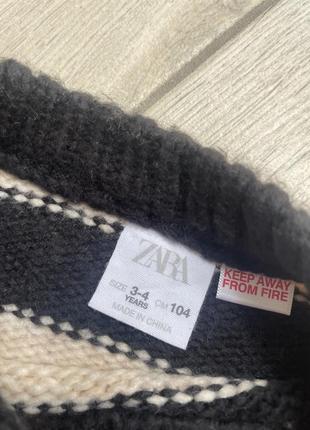 ZARA
SIZE 3-4 YEARS CM 104
MADE IN CHINA
KEEP AWAY
FROM FIRE